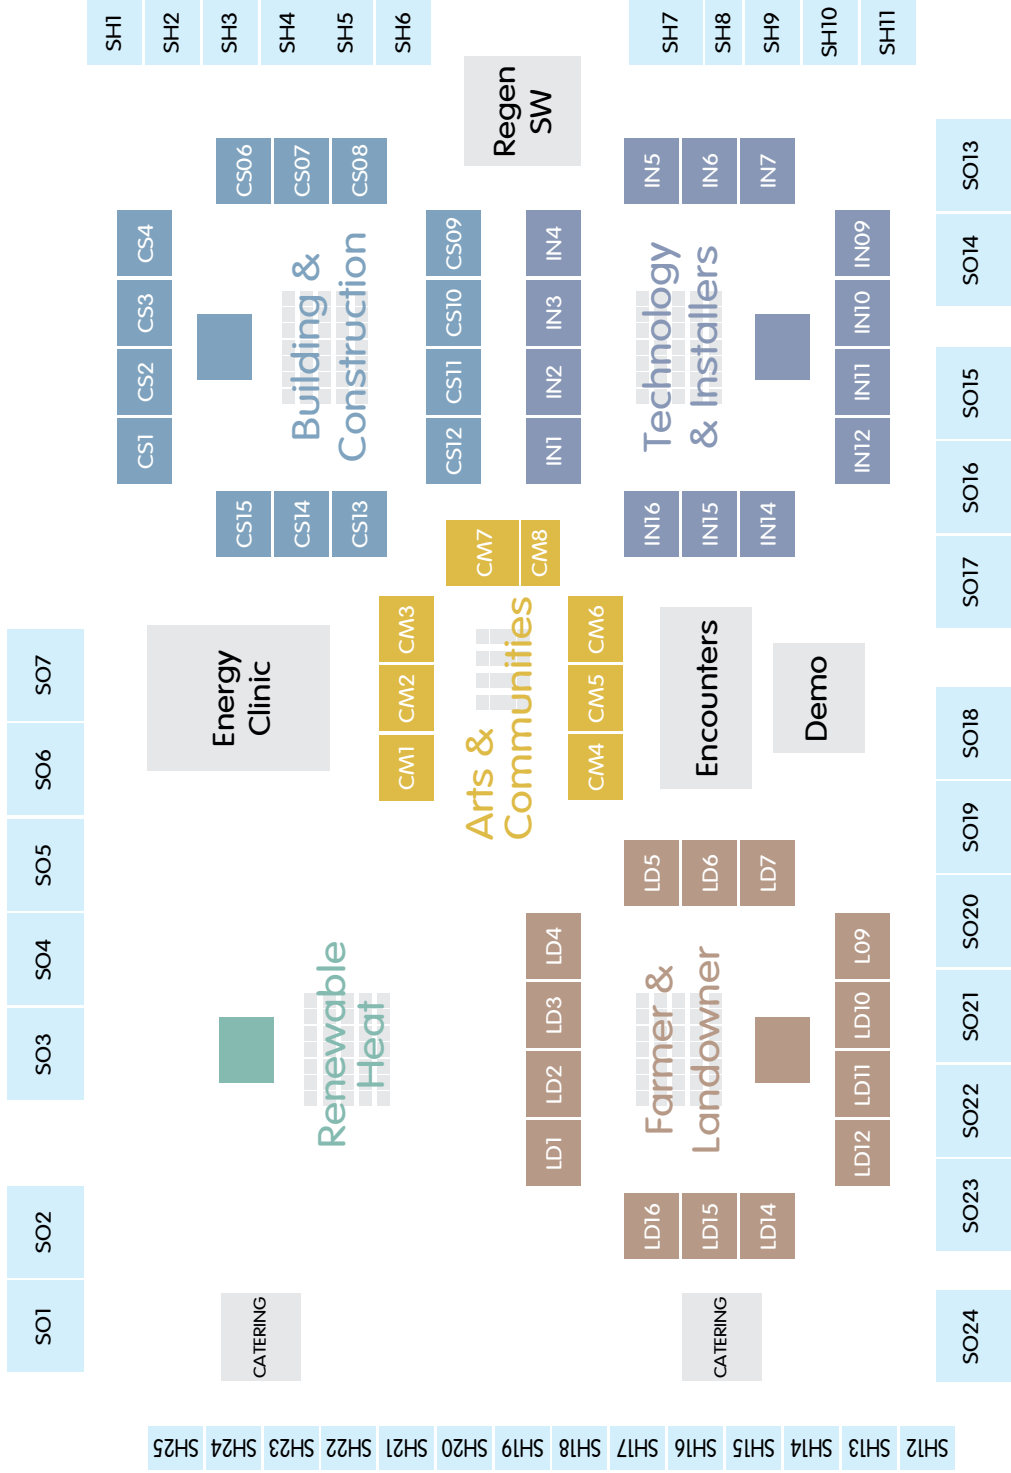 SH1
SH2
SH3
SH4
SH5
SH6
SH7
SH8
SH9
SH10
SH11
Regen
SW
CS06
CS07
CS08
IN5
IN6
IN7
SO13
SO14
CS4
CS3
CS2
CS1
Building &
Construction
CS09
CS10
CS11
CS12
IN4
IN3
IN2
IN1
Technology
& Installers
IN09
IN10
IN11
IN12
SO15
SO16
SO17
CS15
CS14
CS13
CM7
CM8
IN16
IN15
IN14
SO7
SO6
SO5
SO4
SO3
SO2
SO1
Energy
Clinic
CM3
CM2
CM1
Arts &
Communities
CM6
CM5
CM4
Encounters
Demo
SO18
SO19
SO20
SO21
SO22
SO23
SO24
Renewable
Heat
LD5
LD6
LD7
LD4
LD3
LD2
LD1
Farmer &
Landowner
L09
LD10
LD11
LD12
LD16
LD15
LD14
CATERING
CATERING
SH25
SH24
SH23
SH22
SH21
SH20
SH19
SH18
SH17
SH16
SH15
SH14
SH13
SH12